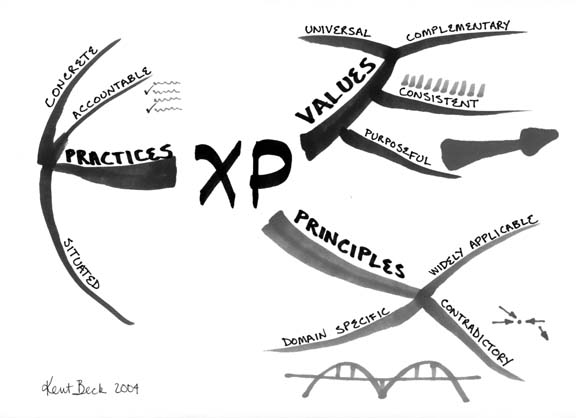 XP
PRACTICES
CONCRETE
ACCOUNTABLE
SITUATED
VALUES
UNIVERSAL
COMPLEMENTARY
CONSISTENT
PURPOSEFUL
PRINCIPLES
WIDELY APPLICABLE
CONTRADICTORY
DOMAIN SPECIFIC
Kent Beck 2004